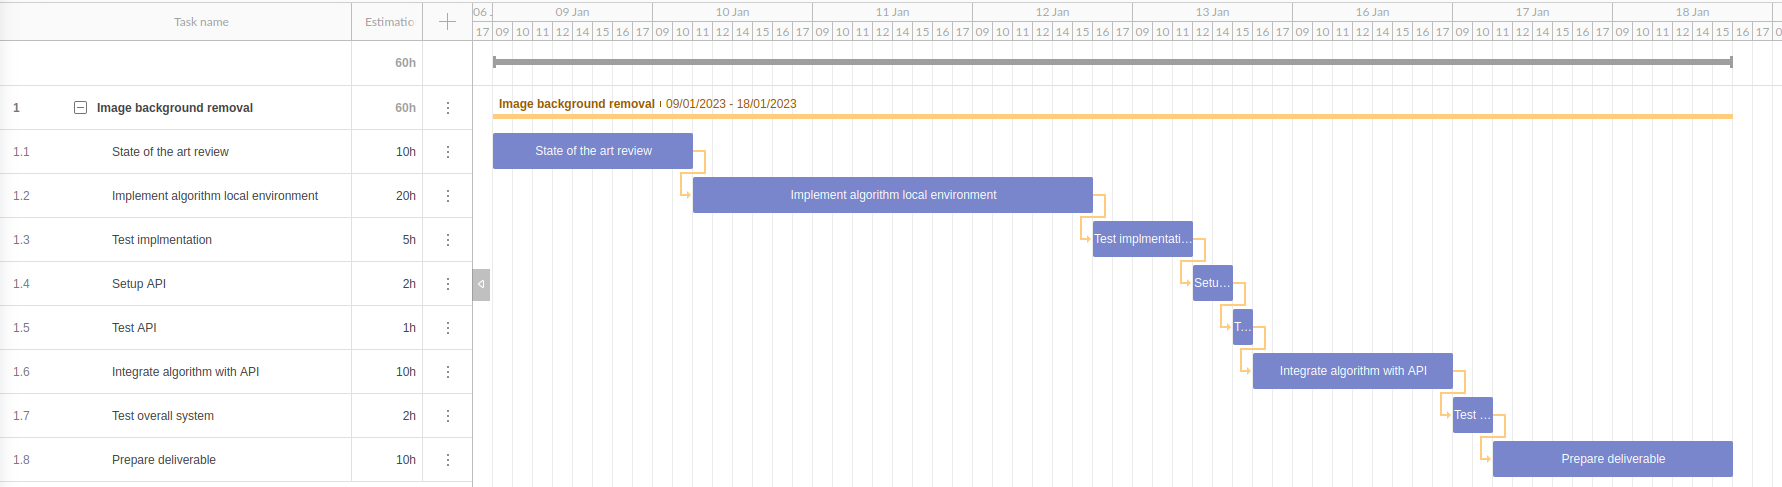 Task name Estimatic 06 09 Jan 10 Jan 11 Jan 12 Jan 13 Jan 16 Jan 17 Jan 18 Jan
17 09 10 11 12 14 15 16 17 09 10 11 12 14 15 16 17 09 10 11 12 14 15 16 17 09 10 11 12 14 15 16 17 09 10 11 12 14 15 16 17 09 10 11 12 14 15 16 17 09 10 11 12 14 15 16 17 09 10 11 12 14 15 16 17
60h
1 Image background removal 60h Image background removal 09/01/2023 - 18/01/2023
1.1 State of the art review 10h State of the art review
1.2 Implement algorithm local environment 20h Implement algorithm local environment
1.3 Test implmentation 5h Test implmentati...
1.4 Setup API 2h Setu...
1.5 Test API 1h T...
1.6 Integrate algorithm with API 10h Integrate algorithm with API
1.7 Test overall system 2h Test ...
1.8 Prepare deliverable 10h Prepare deliverable